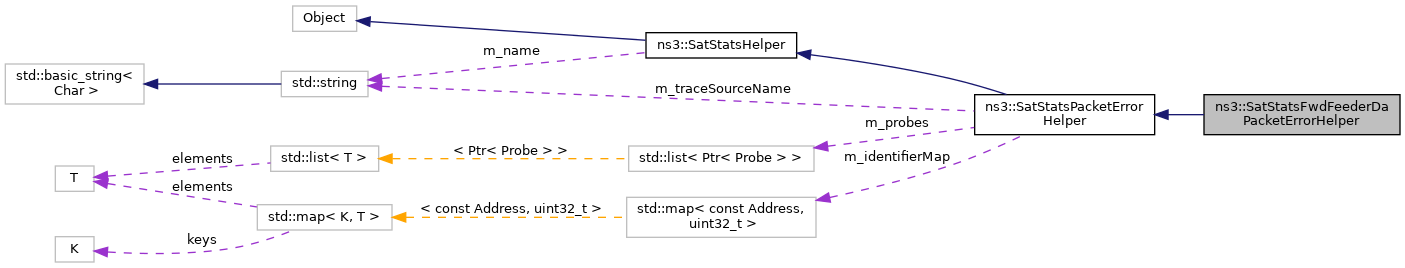 Object
ns3::SatStatsHelper
m_name
std::basic_string<
Char >
std::string
m_traceSourceName
ns3::SatStatsPacketError
Helper
ns3::SatStatsFwdFeederDa
PacketErrorHelper
m_probes
< Ptr< Probe > >
std::list< T >
std::list< Ptr< Probe > >
elements
m_identifierMap
T
elements
< const Address, uint32_t >
std::map< K, T >
std::map< const Address,
uint32_t >
keys
K